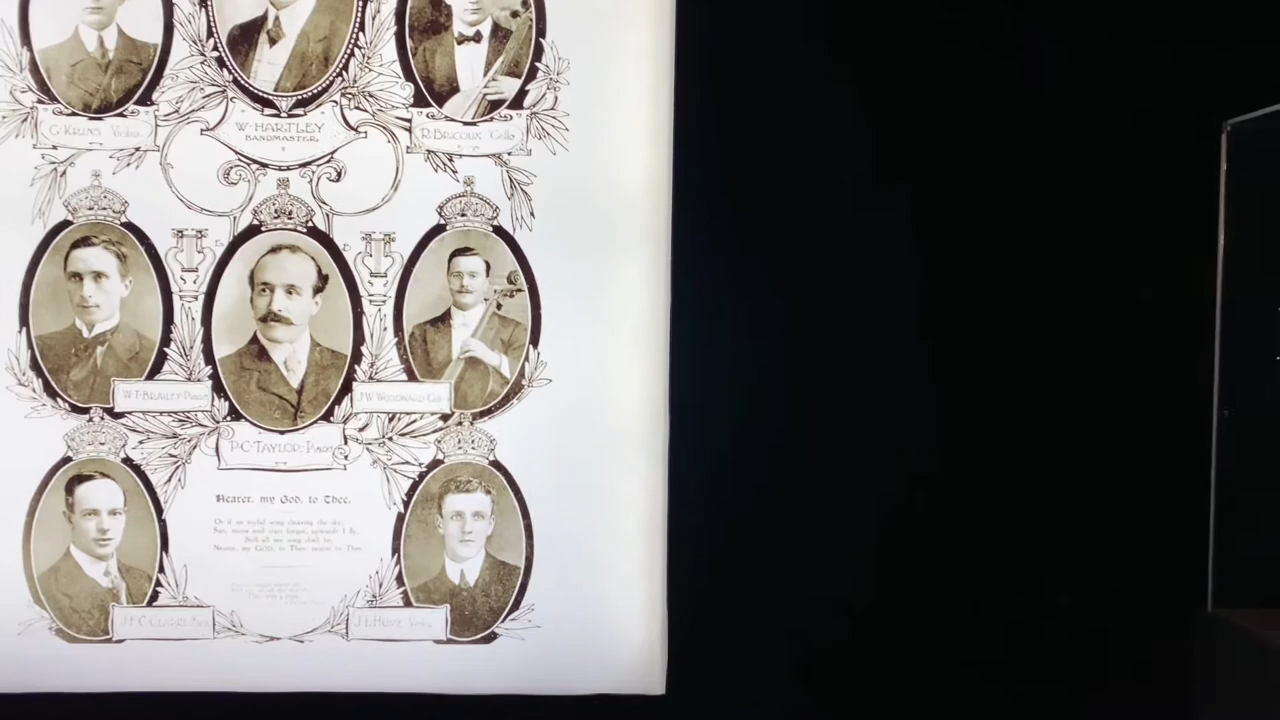 G. KRINS Violin.
W. HARTLEY
BANDMASTER.
R. BRICOUX 'Cello
W. T. BRAILEY. Piano
J. W. WOODWARD
P. C. TAYLOR. Piano
Nearer, my God, to Thee.
Or if on joyful wing cleaving the sky,
Sun, moon and stars forgot, upwards I fly,
Still all my song shall be,
Nearer, my GOD, to Thee, nearer to Thee.
J. F. C. CLARKE
J. L. HUME Violin